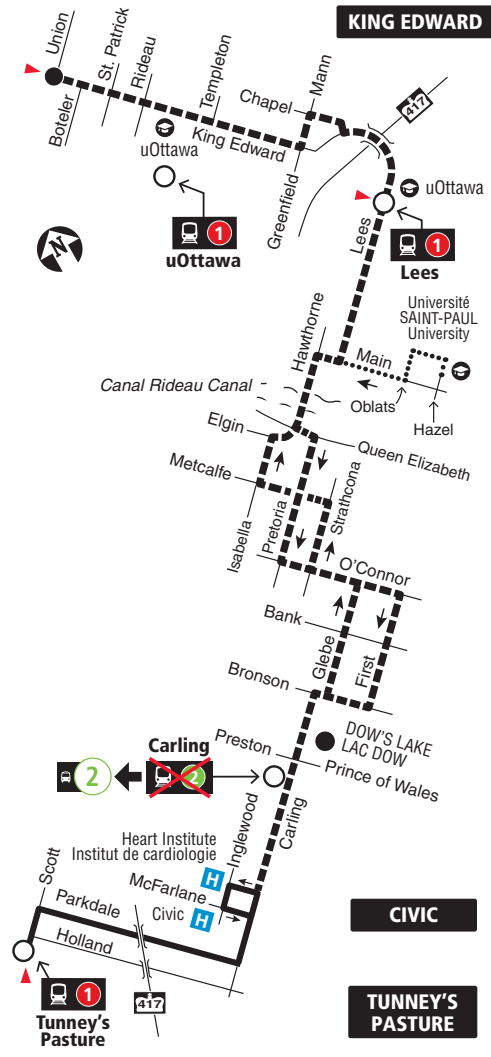 KING EDWARD
Union
St. Patrick
Rideau
Boteler
Templeton
King Edward
Chapel
Mann
417
Greenfield
uOttawa
1
uOttawa
N
uOttawa
Lees
1
Lees
Université
SAINT-PAUL
University
Hawthorne
Main
Oblats
Hazel
Canal Rideau Canal
Elgin
Queen Elizabeth
Metcalfe
Isabella
Pretoria
Strathcona
O'Connor
Bank
Glebe
First
Bronson
DOW'S LAKE
LAC DOW
Carling
Preston
Prince of Wales
2
2
Inglewood
Carling
Heart Institute
Institut de cardiologie
H
McFarlane
Civic
H
Scott
Parkdale
Holland
417
1
Tunney's
Pasture
CIVIC
TUNNEY'S
PASTURE